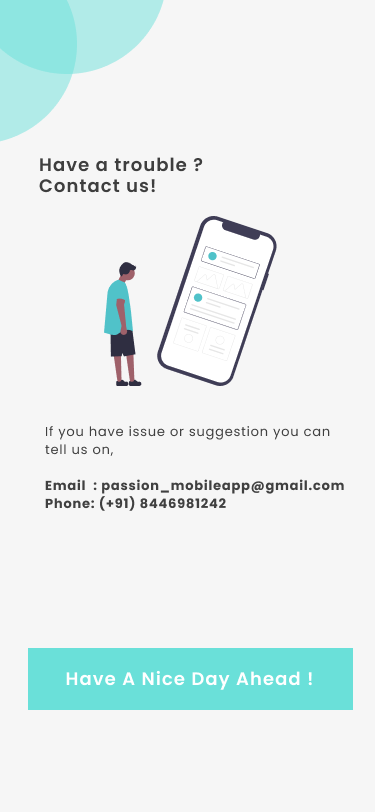 Have a trouble ?
Contact us!
If you have issue or suggestion you can
tell us on,
Email : passion_mobileapp@gmail.com
Phone: (+91) 8446981242
Have A Nice Day Ahead !